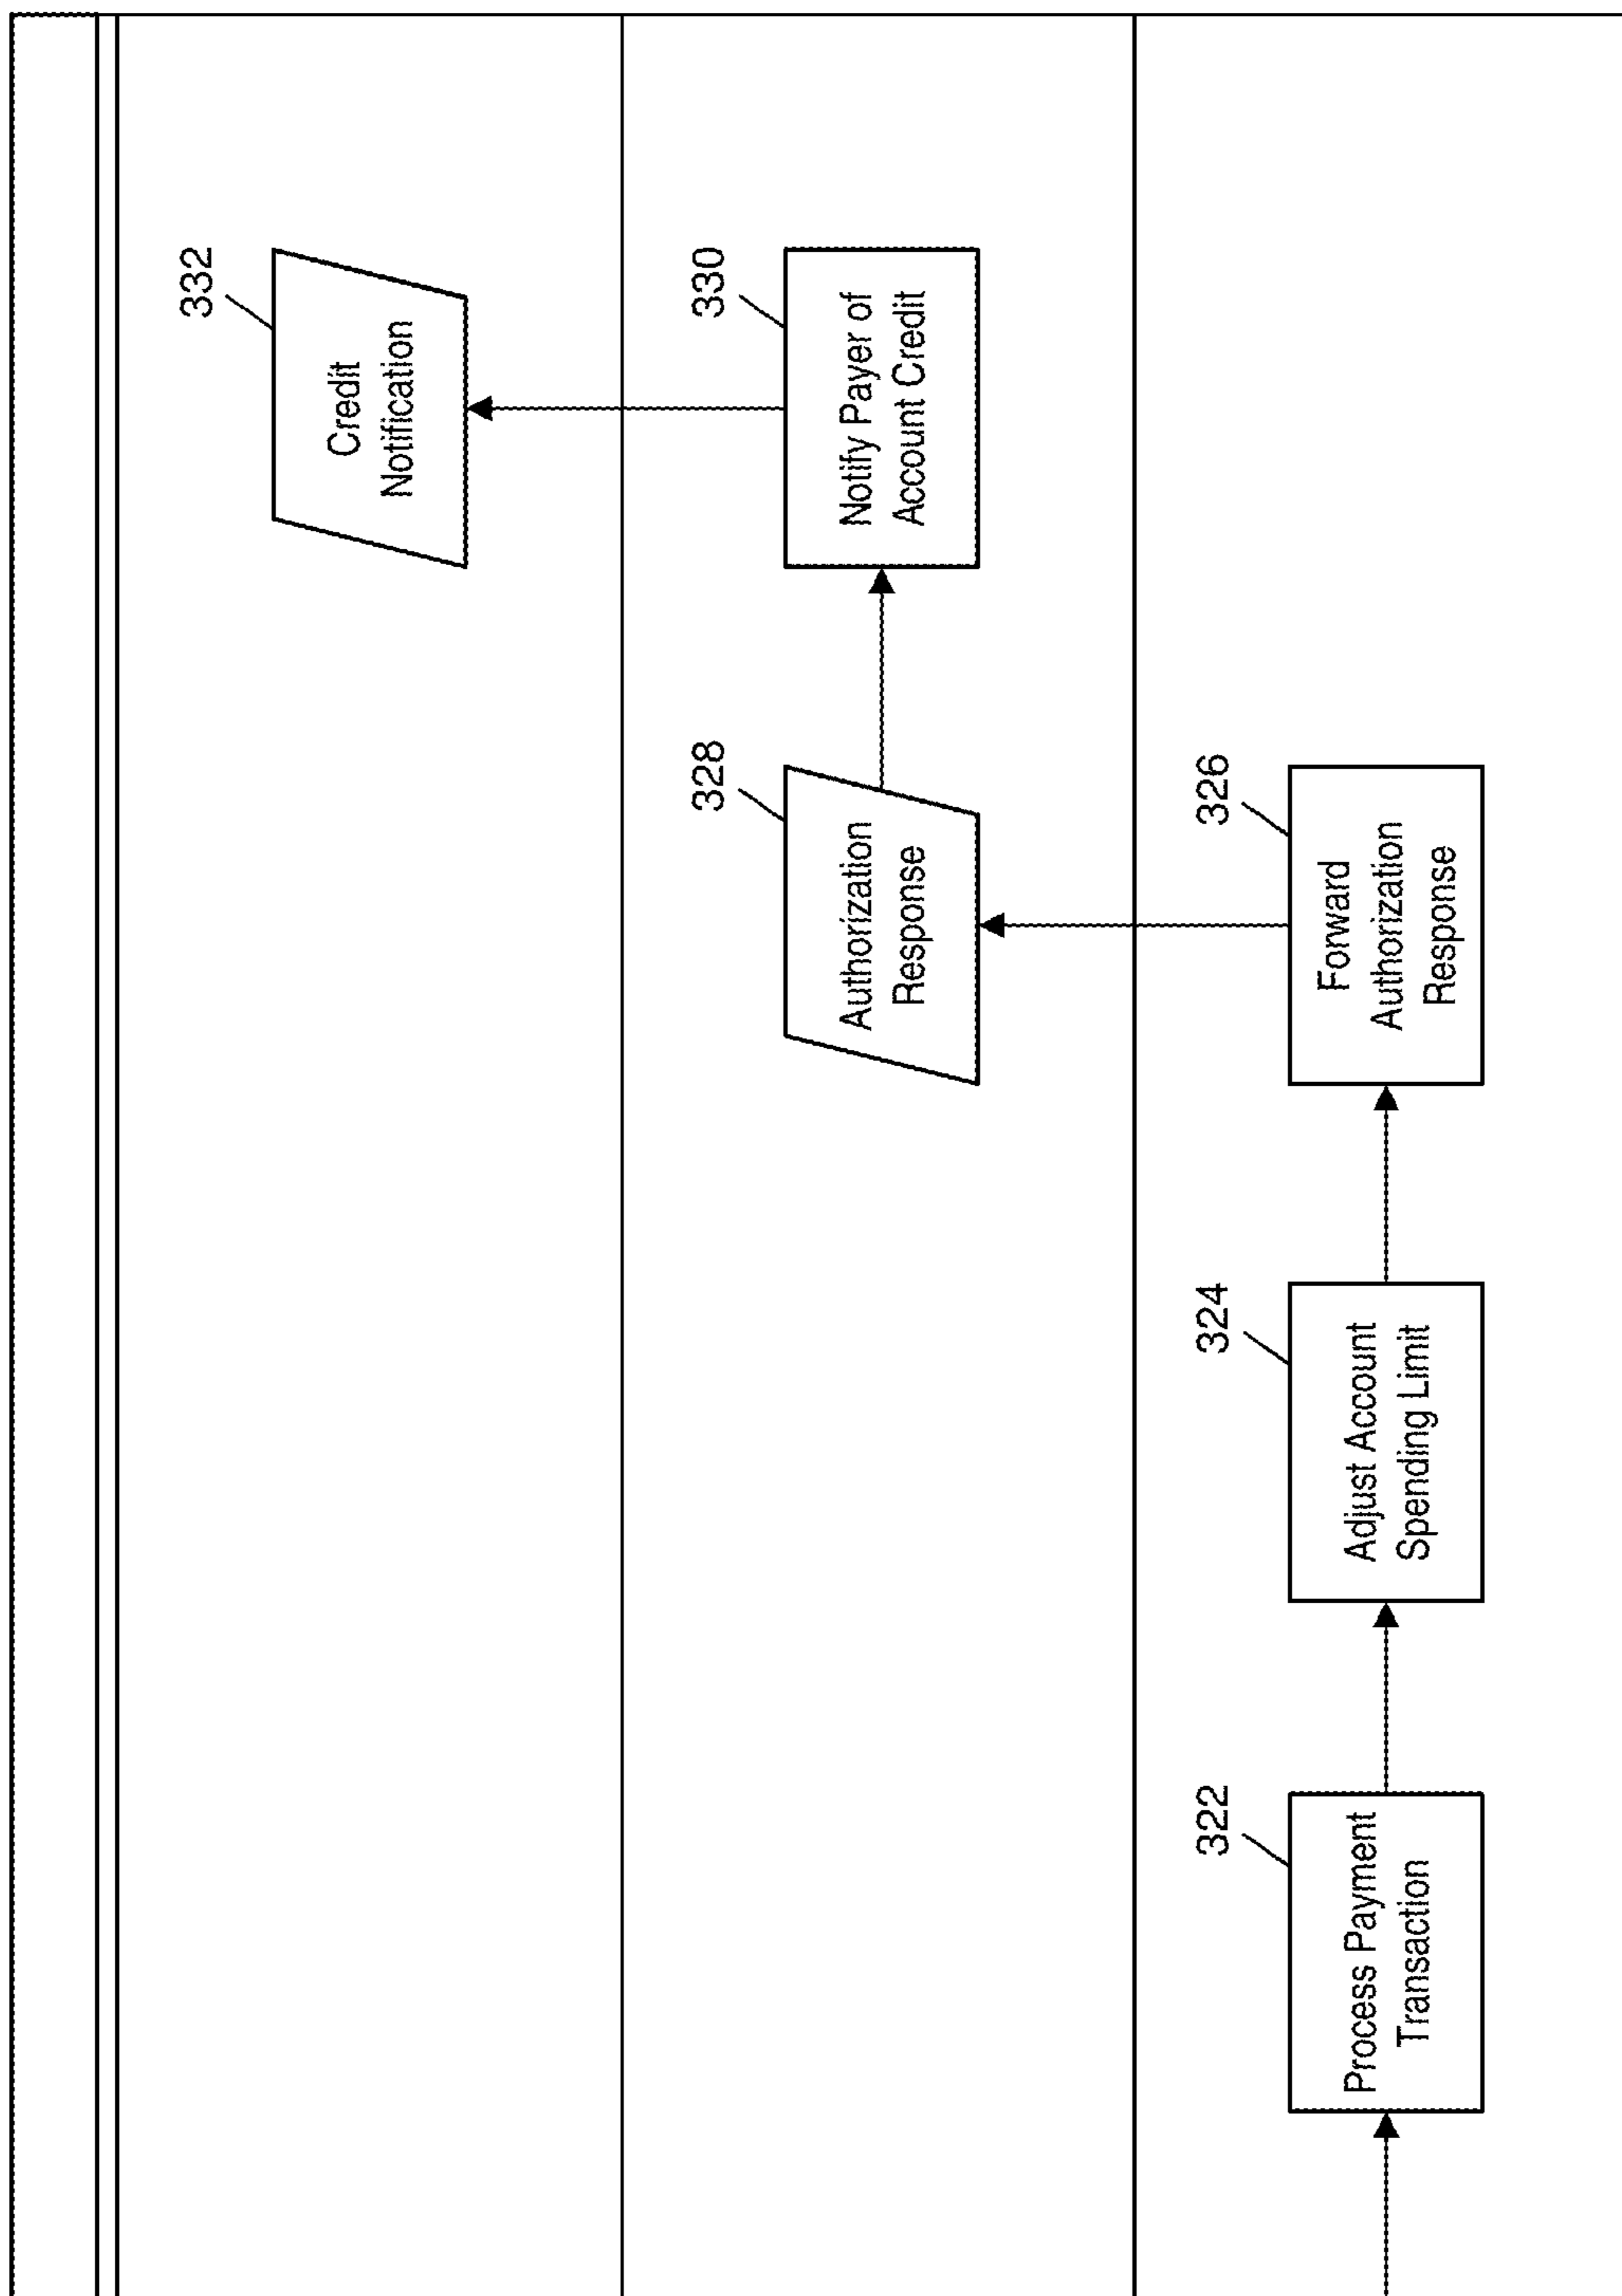 332
Credit
Notification
328
Authorization
Response
330
Notify Payer of
Account Credit
322
Process Payment
Transaction
324
Adjust Account
Spending Limit
326
Forward
Authorization
Response